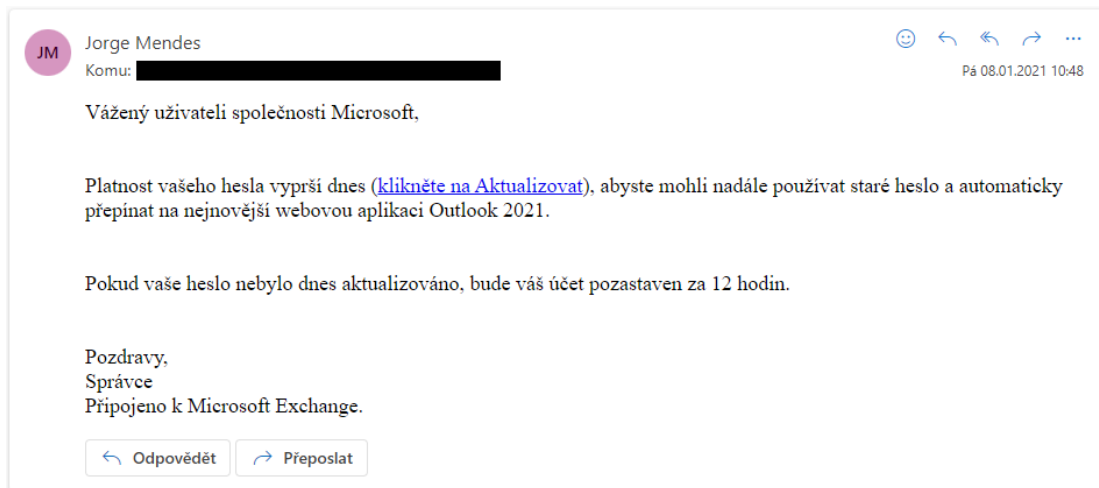 JM
Jorge Mendes
Komu:
Pá 08.01.2021 10:48
Vážený uživateli společnosti Microsoft,
Platnost vašeho hesla vyprší dnes (klikněte na Aktualizovat), abyste mohli nadále používat staré heslo a automaticky
přepínat na nejnovější webovou aplikaci Outlook 2021.
Pokud vaše heslo nebylo dnes aktualizováno, bude váš účet pozastaven za 12 hodin.
Pozdravy,
Správce
Připojeno k Microsoft Exchange.
Odpovědět Přeposlat